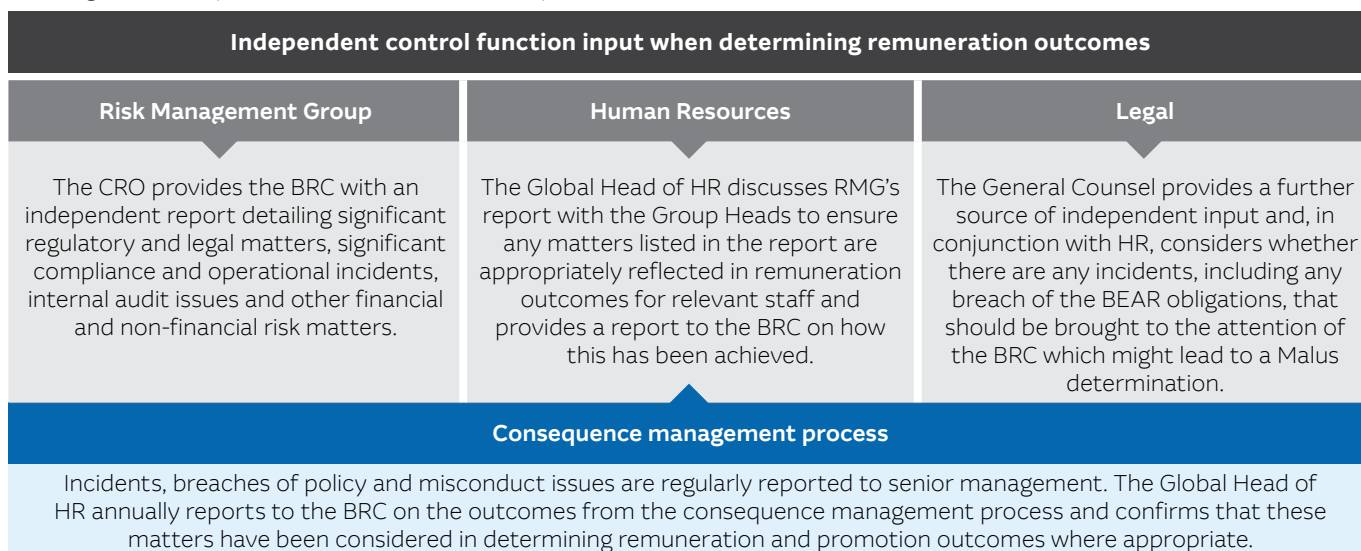 Independent control function input when determining remuneration outcomes
Risk Management Group
The CRO provides the BRC with an
independent report detailing significant
regulatory and legal matters, significant
compliance and operational incidents,
internal audit issues and other financial
and non-financial risk matters.
Human Resources
The Global Head of HR discusses RMG's
report with the Group Heads to ensure
any matters listed in the report are
appropriately reflected in remuneration
outcomes for relevant staff and
provides a report to the BRC on how
this has been achieved.
Legal
The General Counsel provides a further
source of independent input and, in
conjunction with HR, considers whether
there are any incidents, including any
breach of the BEAR obligations, that
should be brought to the attention of
the BRC which might lead to a Malus
determination.
Consequence management process
Incidents, breaches of policy and misconduct issues are regularly reported to senior management. The Global Head of
HR annually reports to the BRC on the outcomes from the consequence management process and confirms that these
matters have been considered in determining remuneration and promotion outcomes where appropriate.